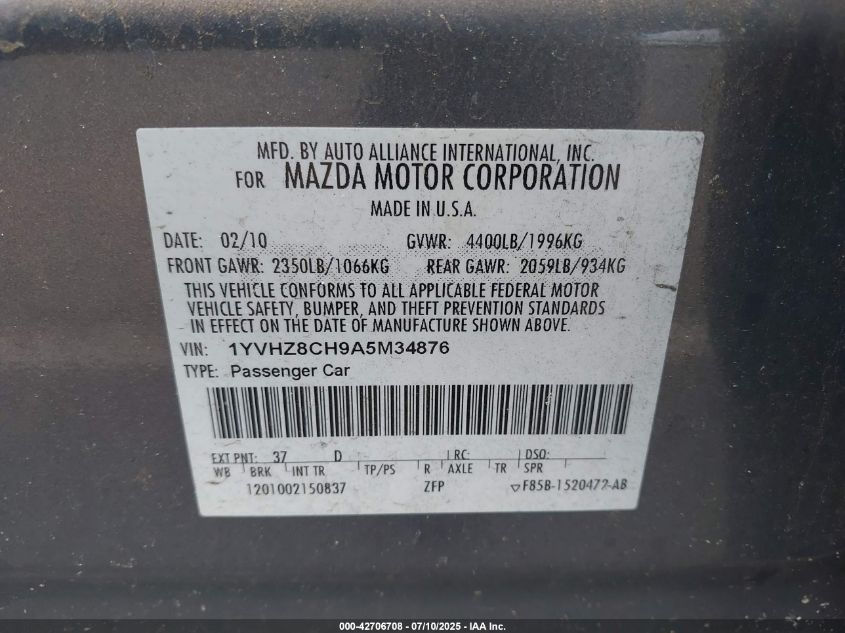 MFD. BY AUTO ALLIANCE INTERNATIONAL, INC.
FOR MAZDA MOTOR CORPORATION
MADE IN U.S.A.
DATE: 02/10 GVWR: 4400LB/1996KG
FRONT GAWR: 2350LB/1066KG REAR GAWR: 2059LB/934KG
THIS VEHICLE CONFORMS TO ALL APPLICABLE FEDERAL MOTOR
VEHICLE SAFETY, BUMPER, AND THEFT PREVENTION STANDARDS
IN EFFECT ON THE DATE OF MANUFACTURE SHOWN ABOVE.
VIN: 1YVHZ8CH9A5M34876
TYPE: Passenger Car
EXT PNT: 37 D RC: DSO:
WB BRK INT TR TP/PS R AXLE TR SPR
1201002150837 ZFP ▽F85B-1520472-AB
000-42706708 - 07/10/2025 - IAA Inc.